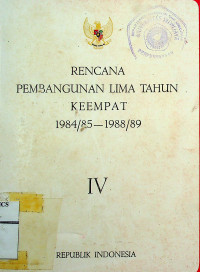 RENCANA
PEMBANGUNAN LIMA TAHUN
KEEMPAT
1984/85—1988/89
IV
REPUBLIK INDONESIA